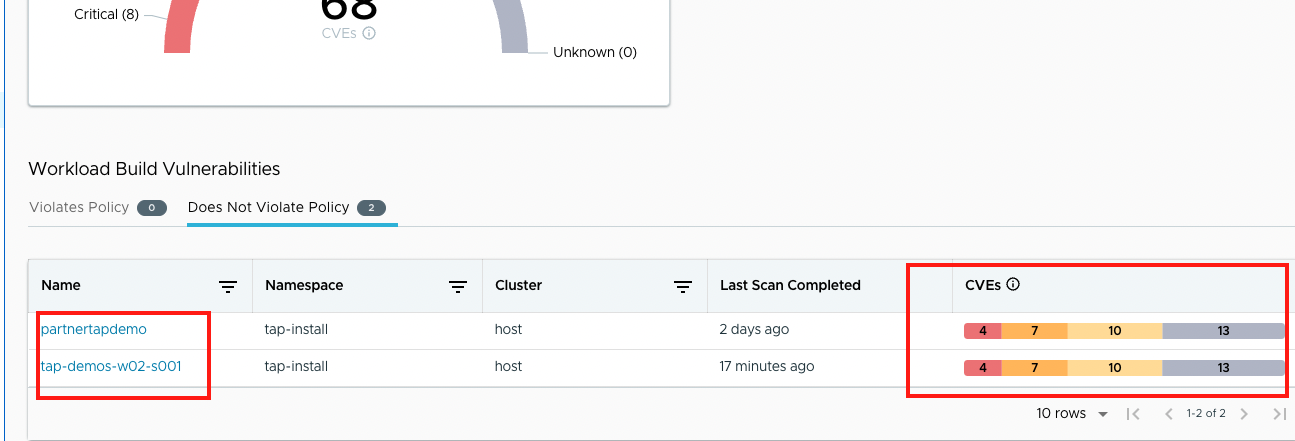 68
Critical (8)
CVEs
Unknown (0)
Workload Build Vulnerabilities
Violates Policy 0 Does Not Violate Policy 2
Name Namespace Cluster Last Scan Completed CVEs
partnertapdemo tap-install host 2 days ago 4 7 10 13
tap-demos-w02-s001 tap-install host 17 minutes ago 4 7 10 13
10 rows 1-2 of 2